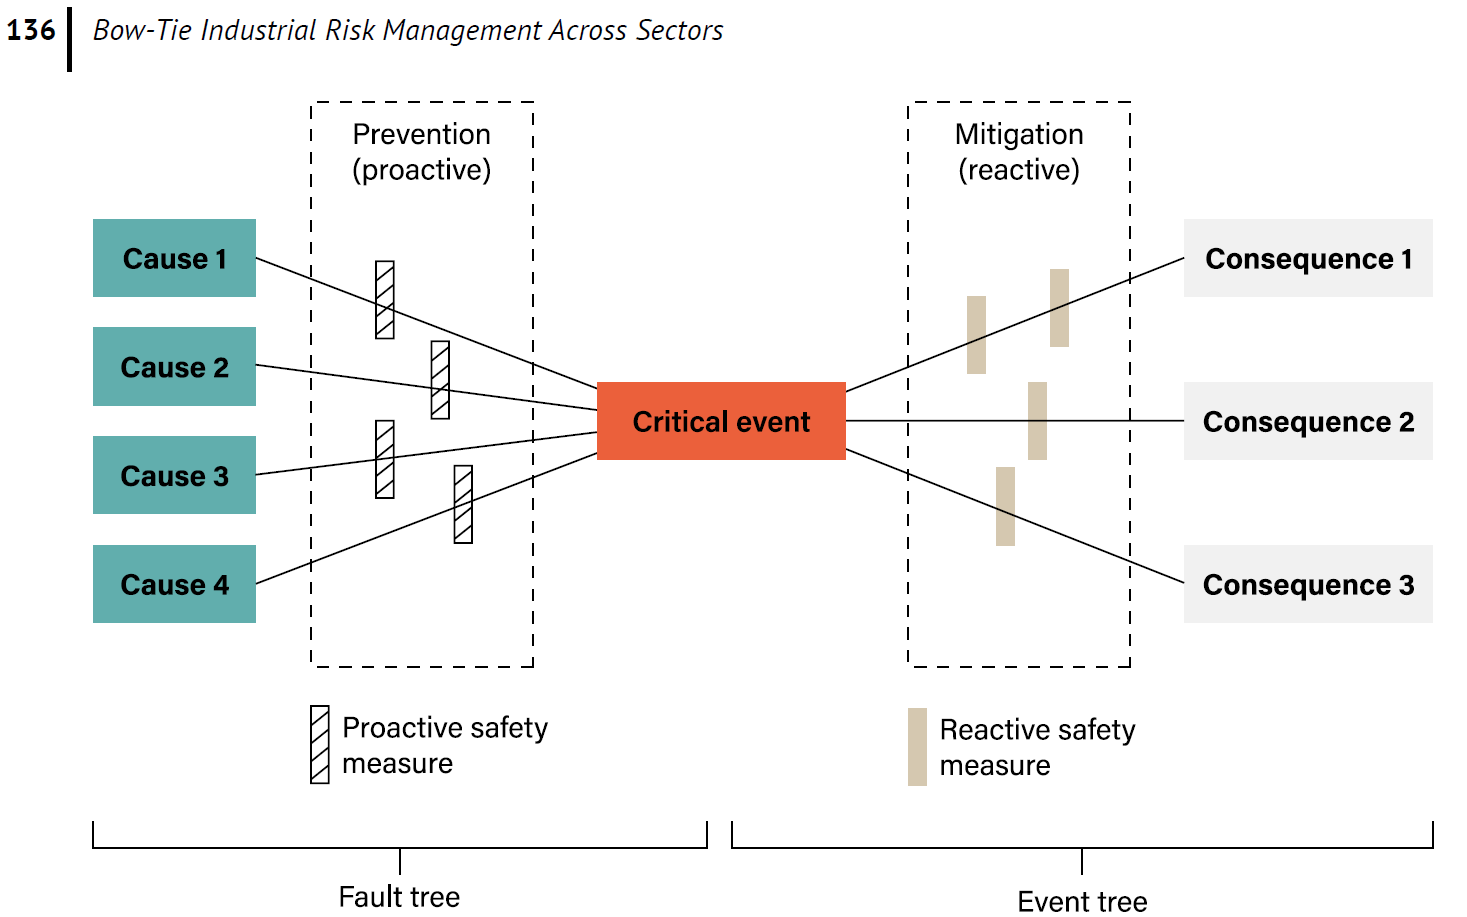 136 Bow-Tie Industrial Risk Management Across Sectors
Prevention
(proactive)
Mitigation
(reactive)
Cause 1
Cause 2
Cause 3
Cause 4
Critical event
Consequence 1
Consequence 2
Consequence 3
Proactive safety
measure
Reactive safety
measure
Fault tree
Event tree